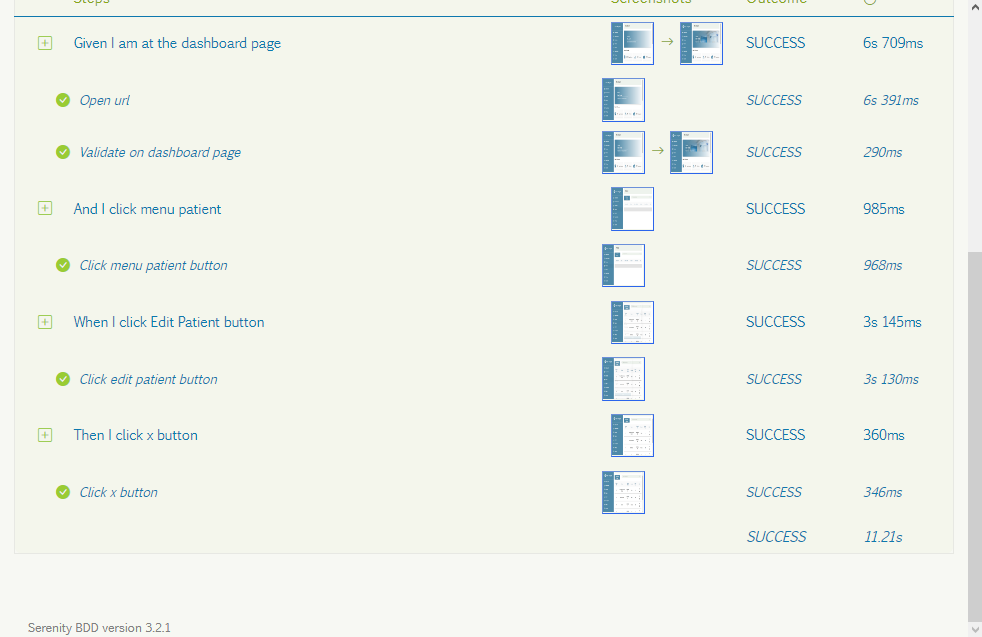 Steps Screenshots Outcome
Given I am at the dashboard page SUCCESS 6s 709ms
Open url SUCCESS 6s 391ms
Validate on dashboard page SUCCESS 290ms
And I click menu patient SUCCESS 985ms
Click menu patient button SUCCESS 968ms
When I click Edit Patient button SUCCESS 3s 145ms
Click edit patient button SUCCESS 3s 130ms
Then I click x button SUCCESS 360ms
Click x button SUCCESS 346ms
SUCCESS 11.21s
Serenity BDD version 3.2.1